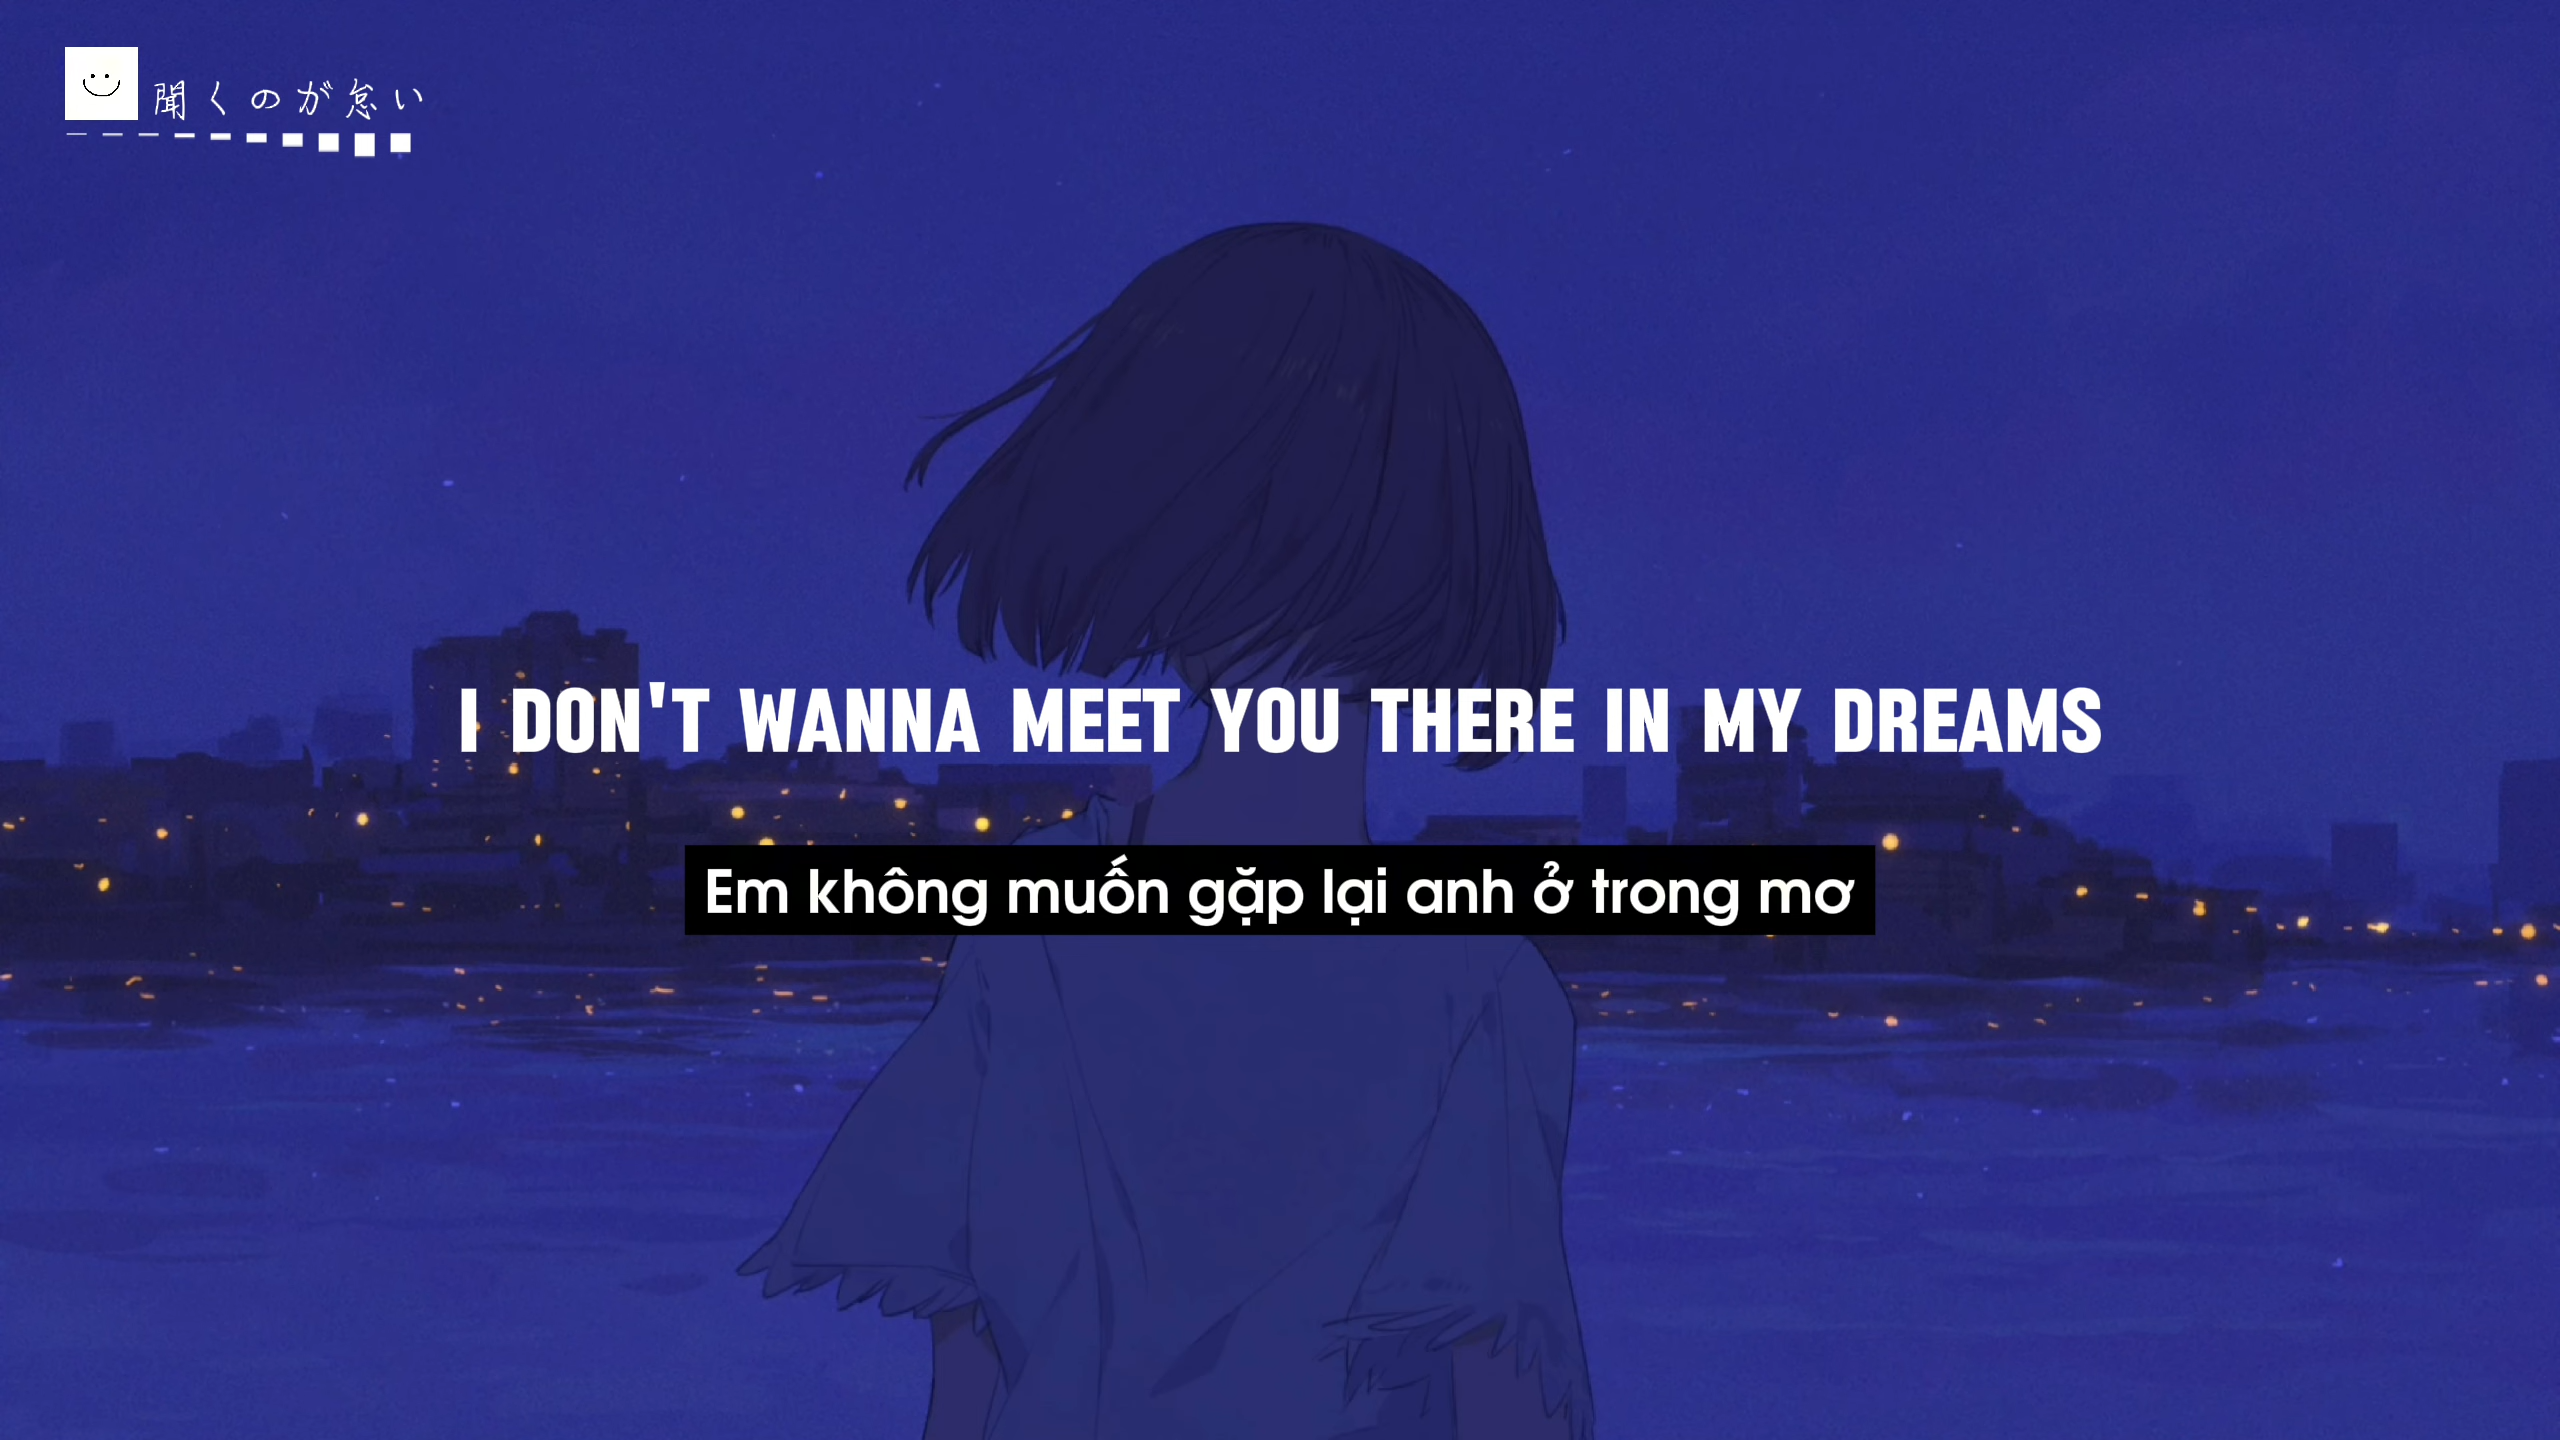 聞くのが怠い
I DON'T WANNA MEET YOU THERE IN MY DREAMS
Em không muốn gặp lại anh ở trong mơ